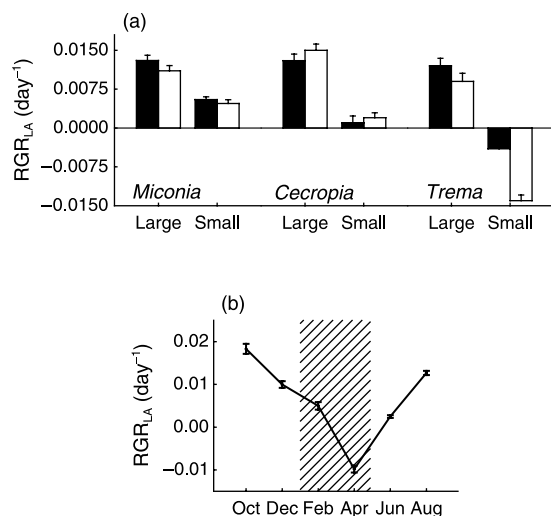 (a)
RGR_LA (day⁻¹)
0.0150
0.0075
0.0000
−0.0075
−0.0150
Miconia Cecropia Trema
Large Small Large Small Large Small
(b)
RGR_LA (day⁻¹)
0.02
0.01
0.00
−0.01
Oct Dec Feb Apr Jun Aug